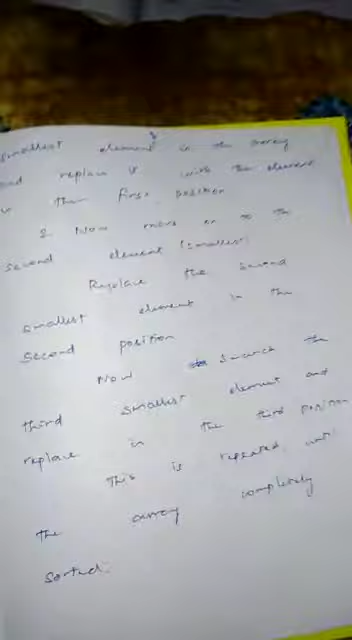 smallest element in the array
and replace it with the element
in the first position
2 Now move on to the
second element (smallest)
Replace the second
smallest element in the
second position
Now search the
third smallest element and
replace in the third position
This is repeated until
the array completely
sorted.